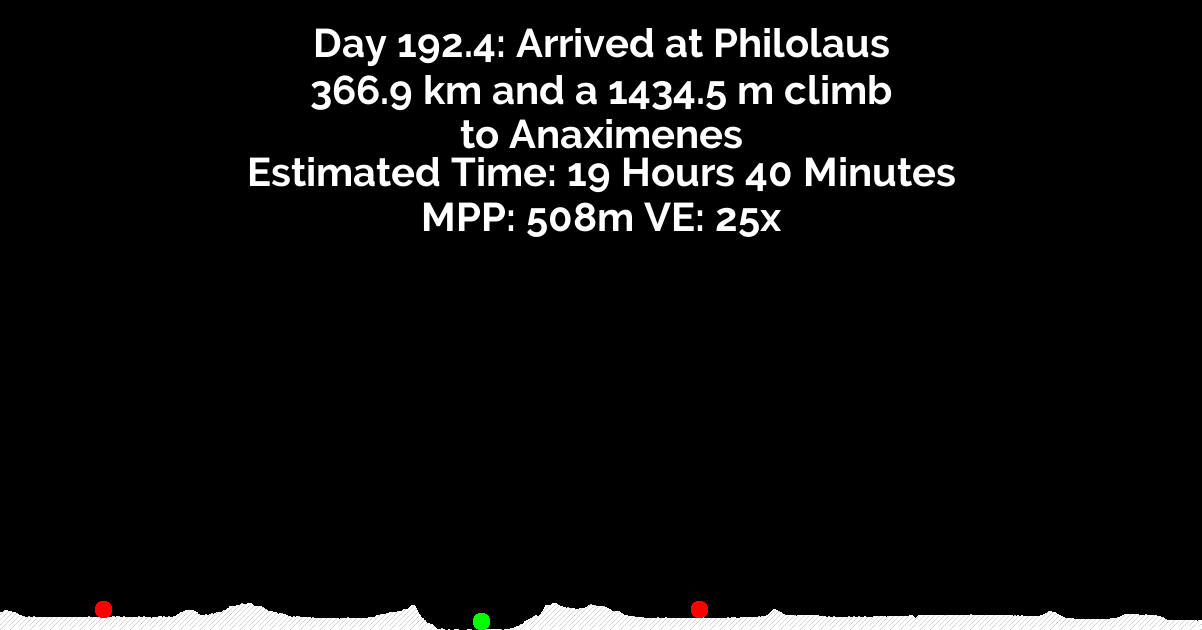 Day 192.4: Arrived at Philolaus
366.9 km and a 1434.5 m climb
to Anaximenes
Estimated Time: 19 Hours 40 Minutes
MPP: 508m VE: 25x